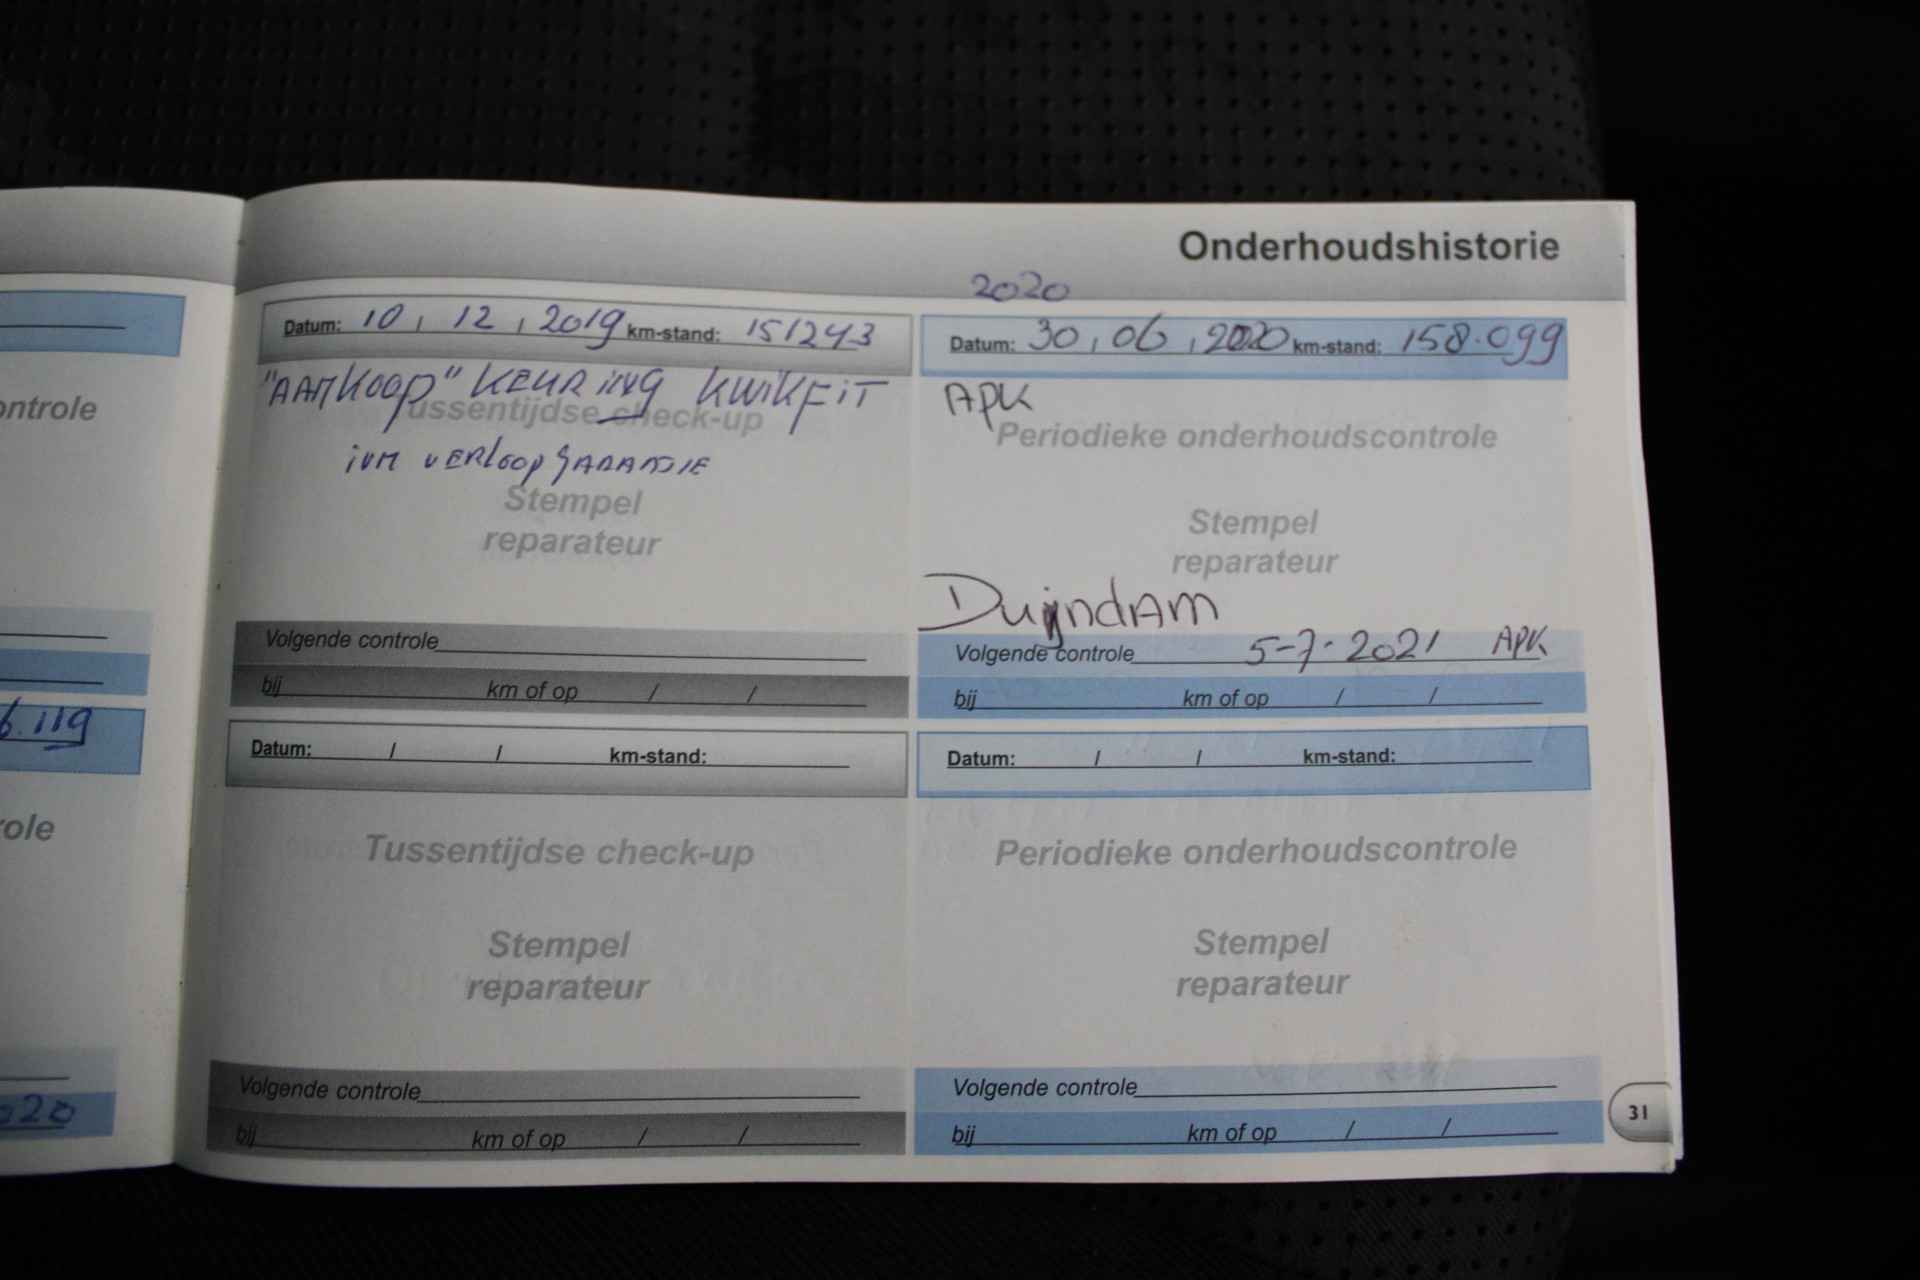 Onderhoudshistorie
2020
Datum: 10 / 12 / 2019 km-stand: 151243
"AANKOOP" KEURING KWIKFIT
Tussentijdse check-up
ivm VERLOOP GARANTIE
Stempel
reparateur
Volgende controle
bij km of op / /
Datum: 30 / 06 / 2020 km-stand: 158.099
APK
Periodieke onderhoudscontrole
Stempel
reparateur
Duijndam
Volgende controle 5-7-2021 APK
bij km of op / /
Datum: / / km-stand:
Tussentijdse check-up
Stempel
reparateur
Volgende controle
bij km of op / /
Datum: / / km-stand:
Periodieke onderhoudscontrole
Stempel
reparateur
Volgende controle
bij km of op / /
31
ontrole
6.119
role
020